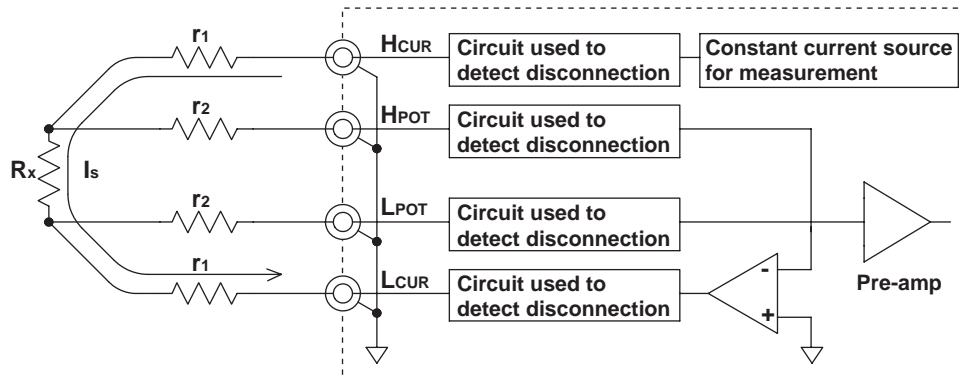 r1
HCUR
Circuit used to
detect disconnection
Constant current source
for measurement
r2
HPOT
Circuit used to
detect disconnection
Rx
Is
r2
LPOT
Circuit used to
detect disconnection
Pre-amp
r1
LCUR
Circuit used to
detect disconnection
-
+